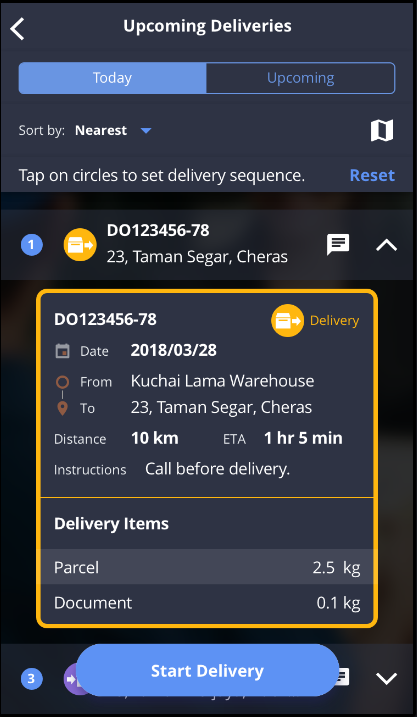 Upcoming Deliveries
Today Upcoming
Sort by: Nearest
Tap on circles to set delivery sequence. Reset
1 DO123456-78
23, Taman Segar, Cheras
DO123456-78 Delivery
Date 2018/03/28
From Kuchai Lama Warehouse
To 23, Taman Segar, Cheras
Distance 10 km ETA 1 hr 5 min
Instructions Call before delivery.
Delivery Items
Parcel 2.5 kg
Document 0.1 kg
3 Start Delivery